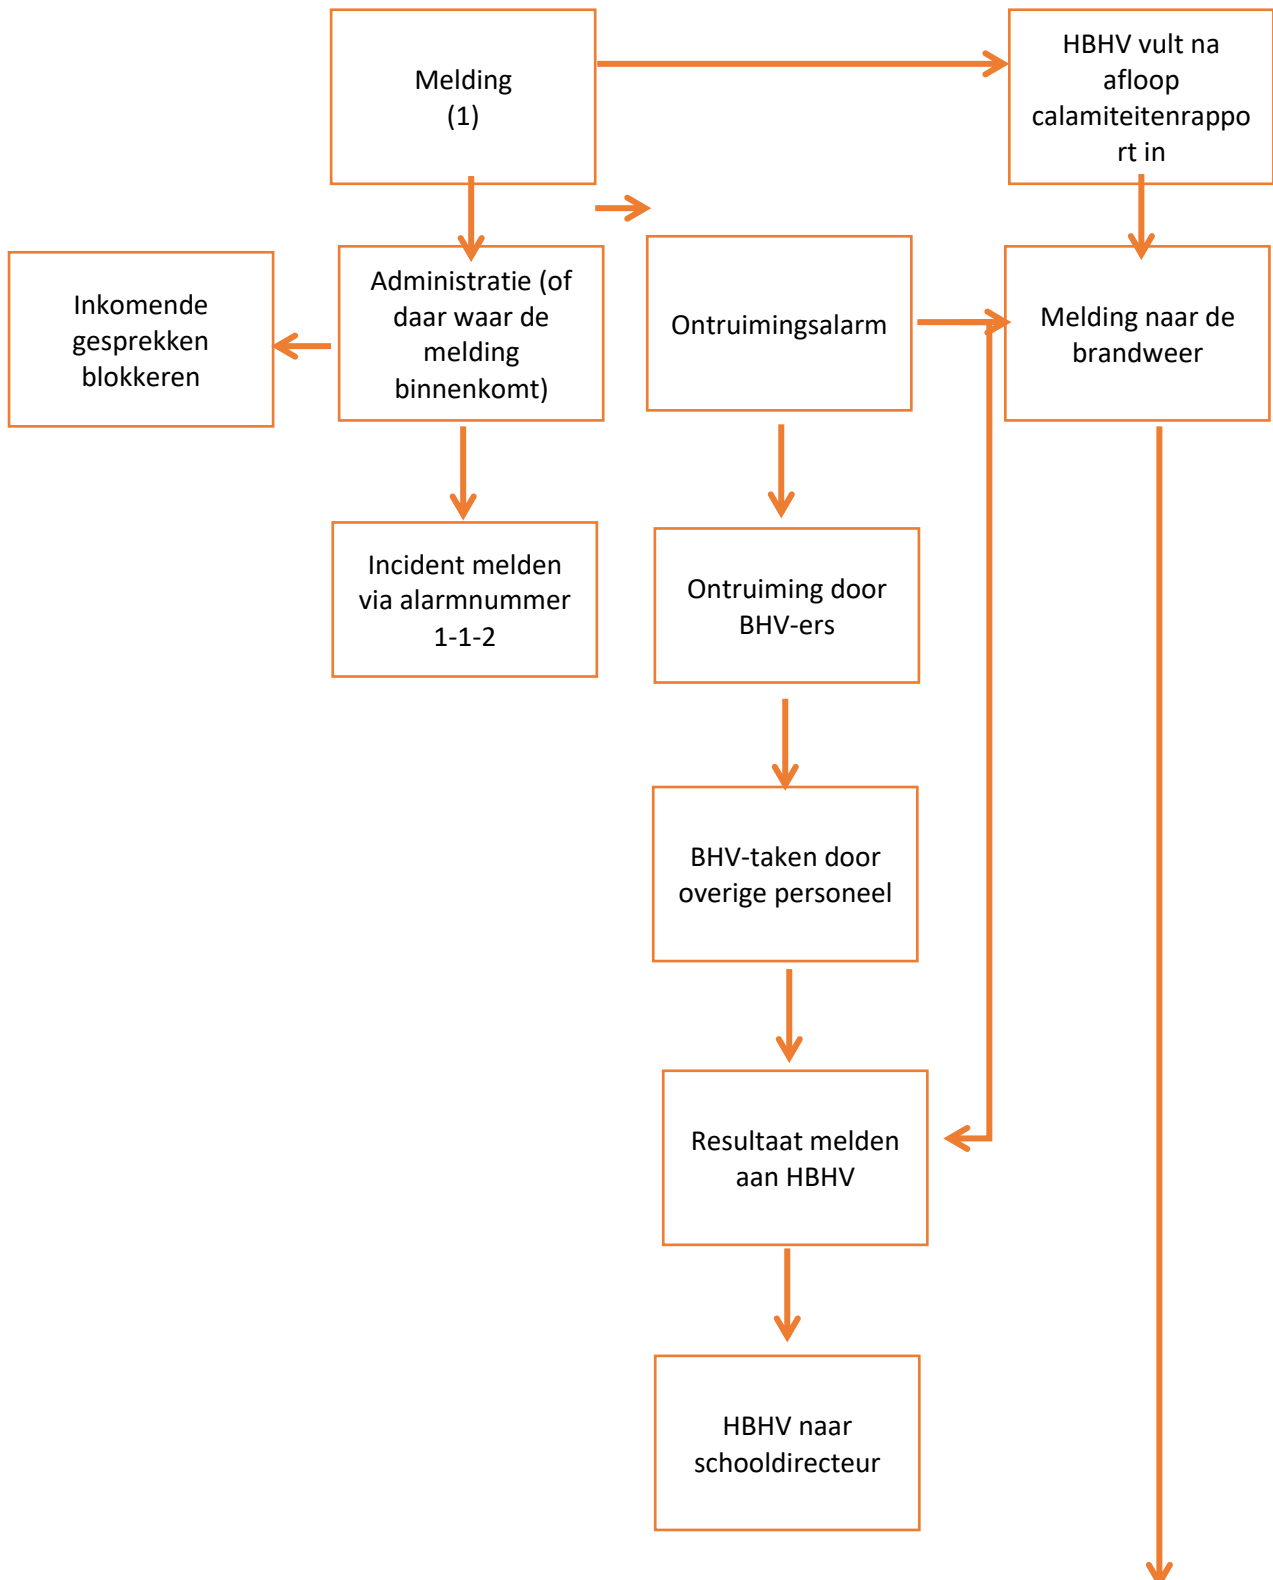 Melding
(1)
HBHV vult na
afloop
calamiteitenrappo
rt in
Inkomende
gesprekken
blokkeren
Administratie (of
daar waar de
melding
binnenkomt)
Ontruimingsalarm
Melding naar de
brandweer
Incident melden
via alarmnummer
1-1-2
Ontruiming door
BHV-ers
BHV-taken door
overige personeel
Resultaat melden
aan HBHV
HBHV naar
schooldirecteur